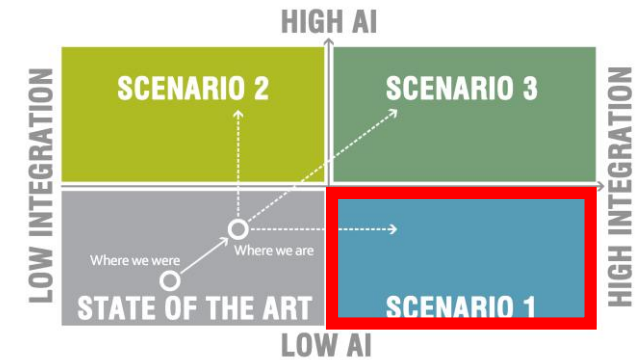 HIGH AI
LOW INTEGRATION
HIGH INTEGRATION
SCENARIO 2
SCENARIO 3
Where we were
Where we are
STATE OF THE ART
SCENARIO 1
LOW AI